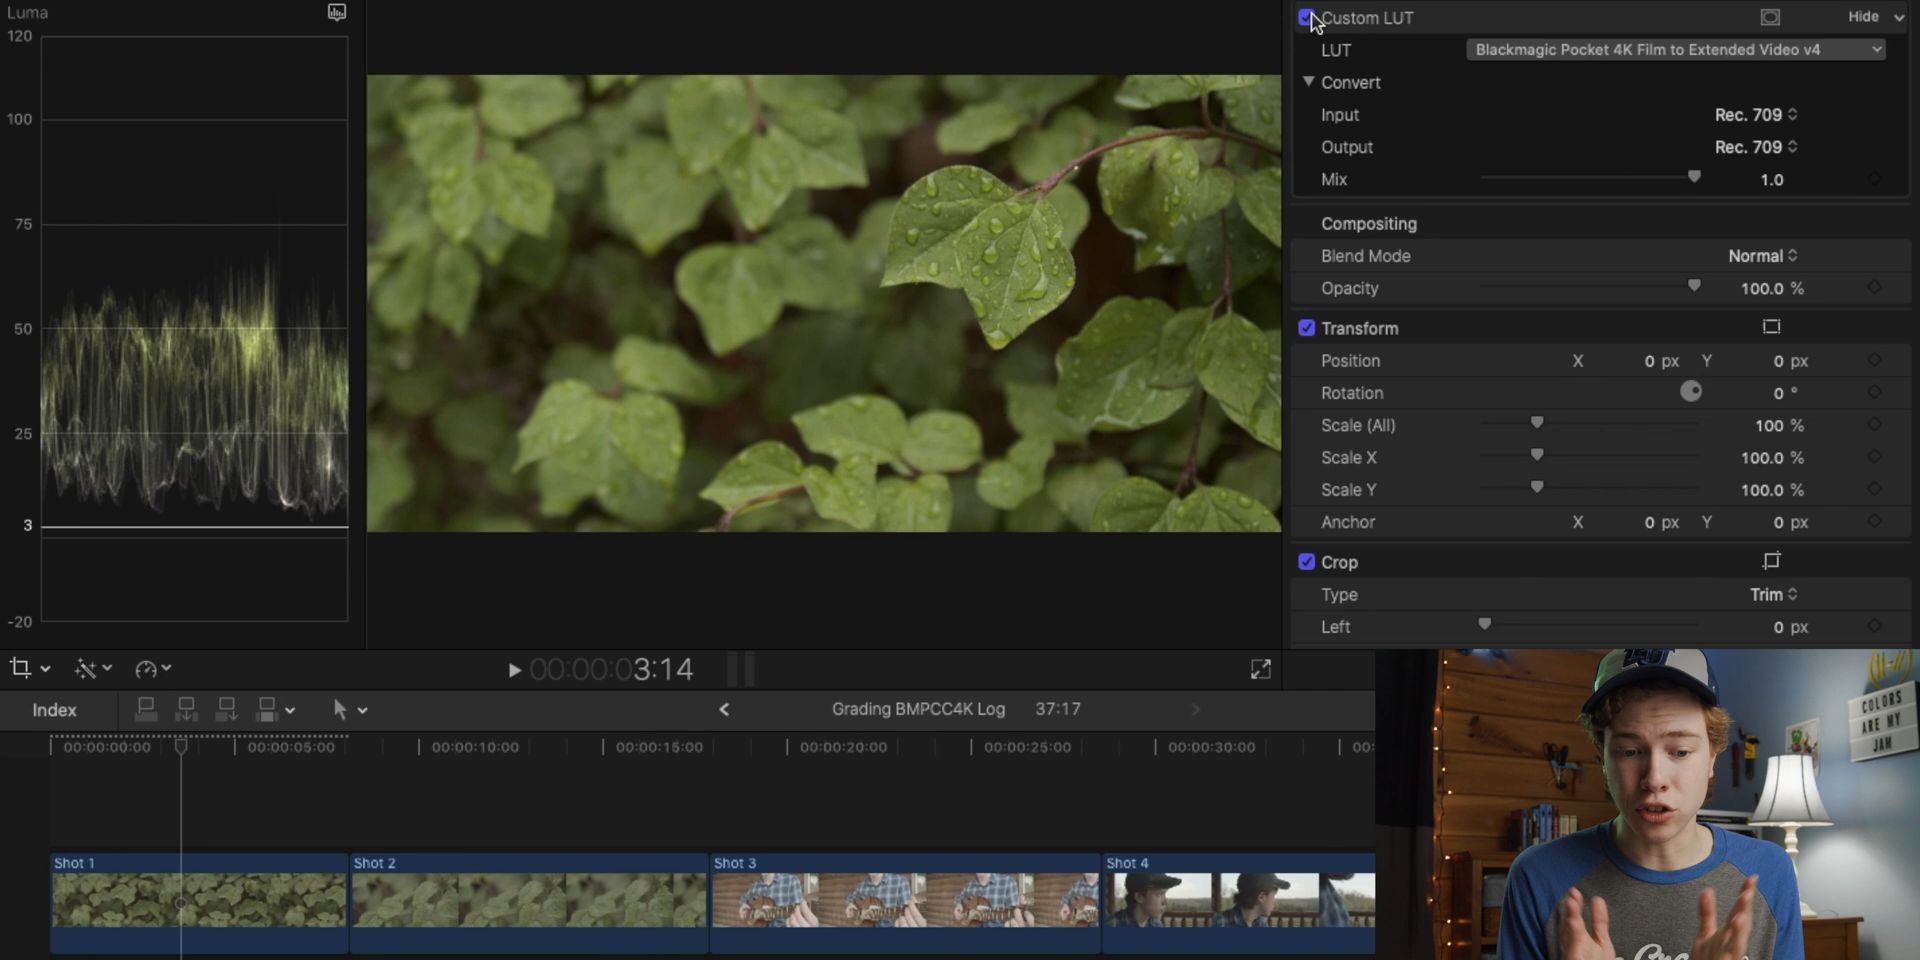 Luma
120
100
75
50
25
3
-20
Custom LUT
Hide
LUT
Blackmagic Pocket 4K Film to Extended Video v4
Convert
Input
Rec. 709
Output
Rec. 709
Mix
1.0
Compositing
Blend Mode
Normal
Opacity
100.0 %
Transform
Position
X 0 px Y 0 px
Rotation
0 °
Scale (All)
100 %
Scale X
100.0 %
Scale Y
100.0 %
Anchor
X 0 px Y 0 px
Crop
Type
Trim
Left
0 px
00:00:03:14
Index
Grading BMPCC4K Log 37:17
00:00:00:00
00:00:05:00
00:00:10:00
00:00:15:00
00:00:20:00
00:00:25:00
00:00:30:00
00:
Shot 1
Shot 2
Shot 3
Shot 4
COLORS
ARE MY
JAM